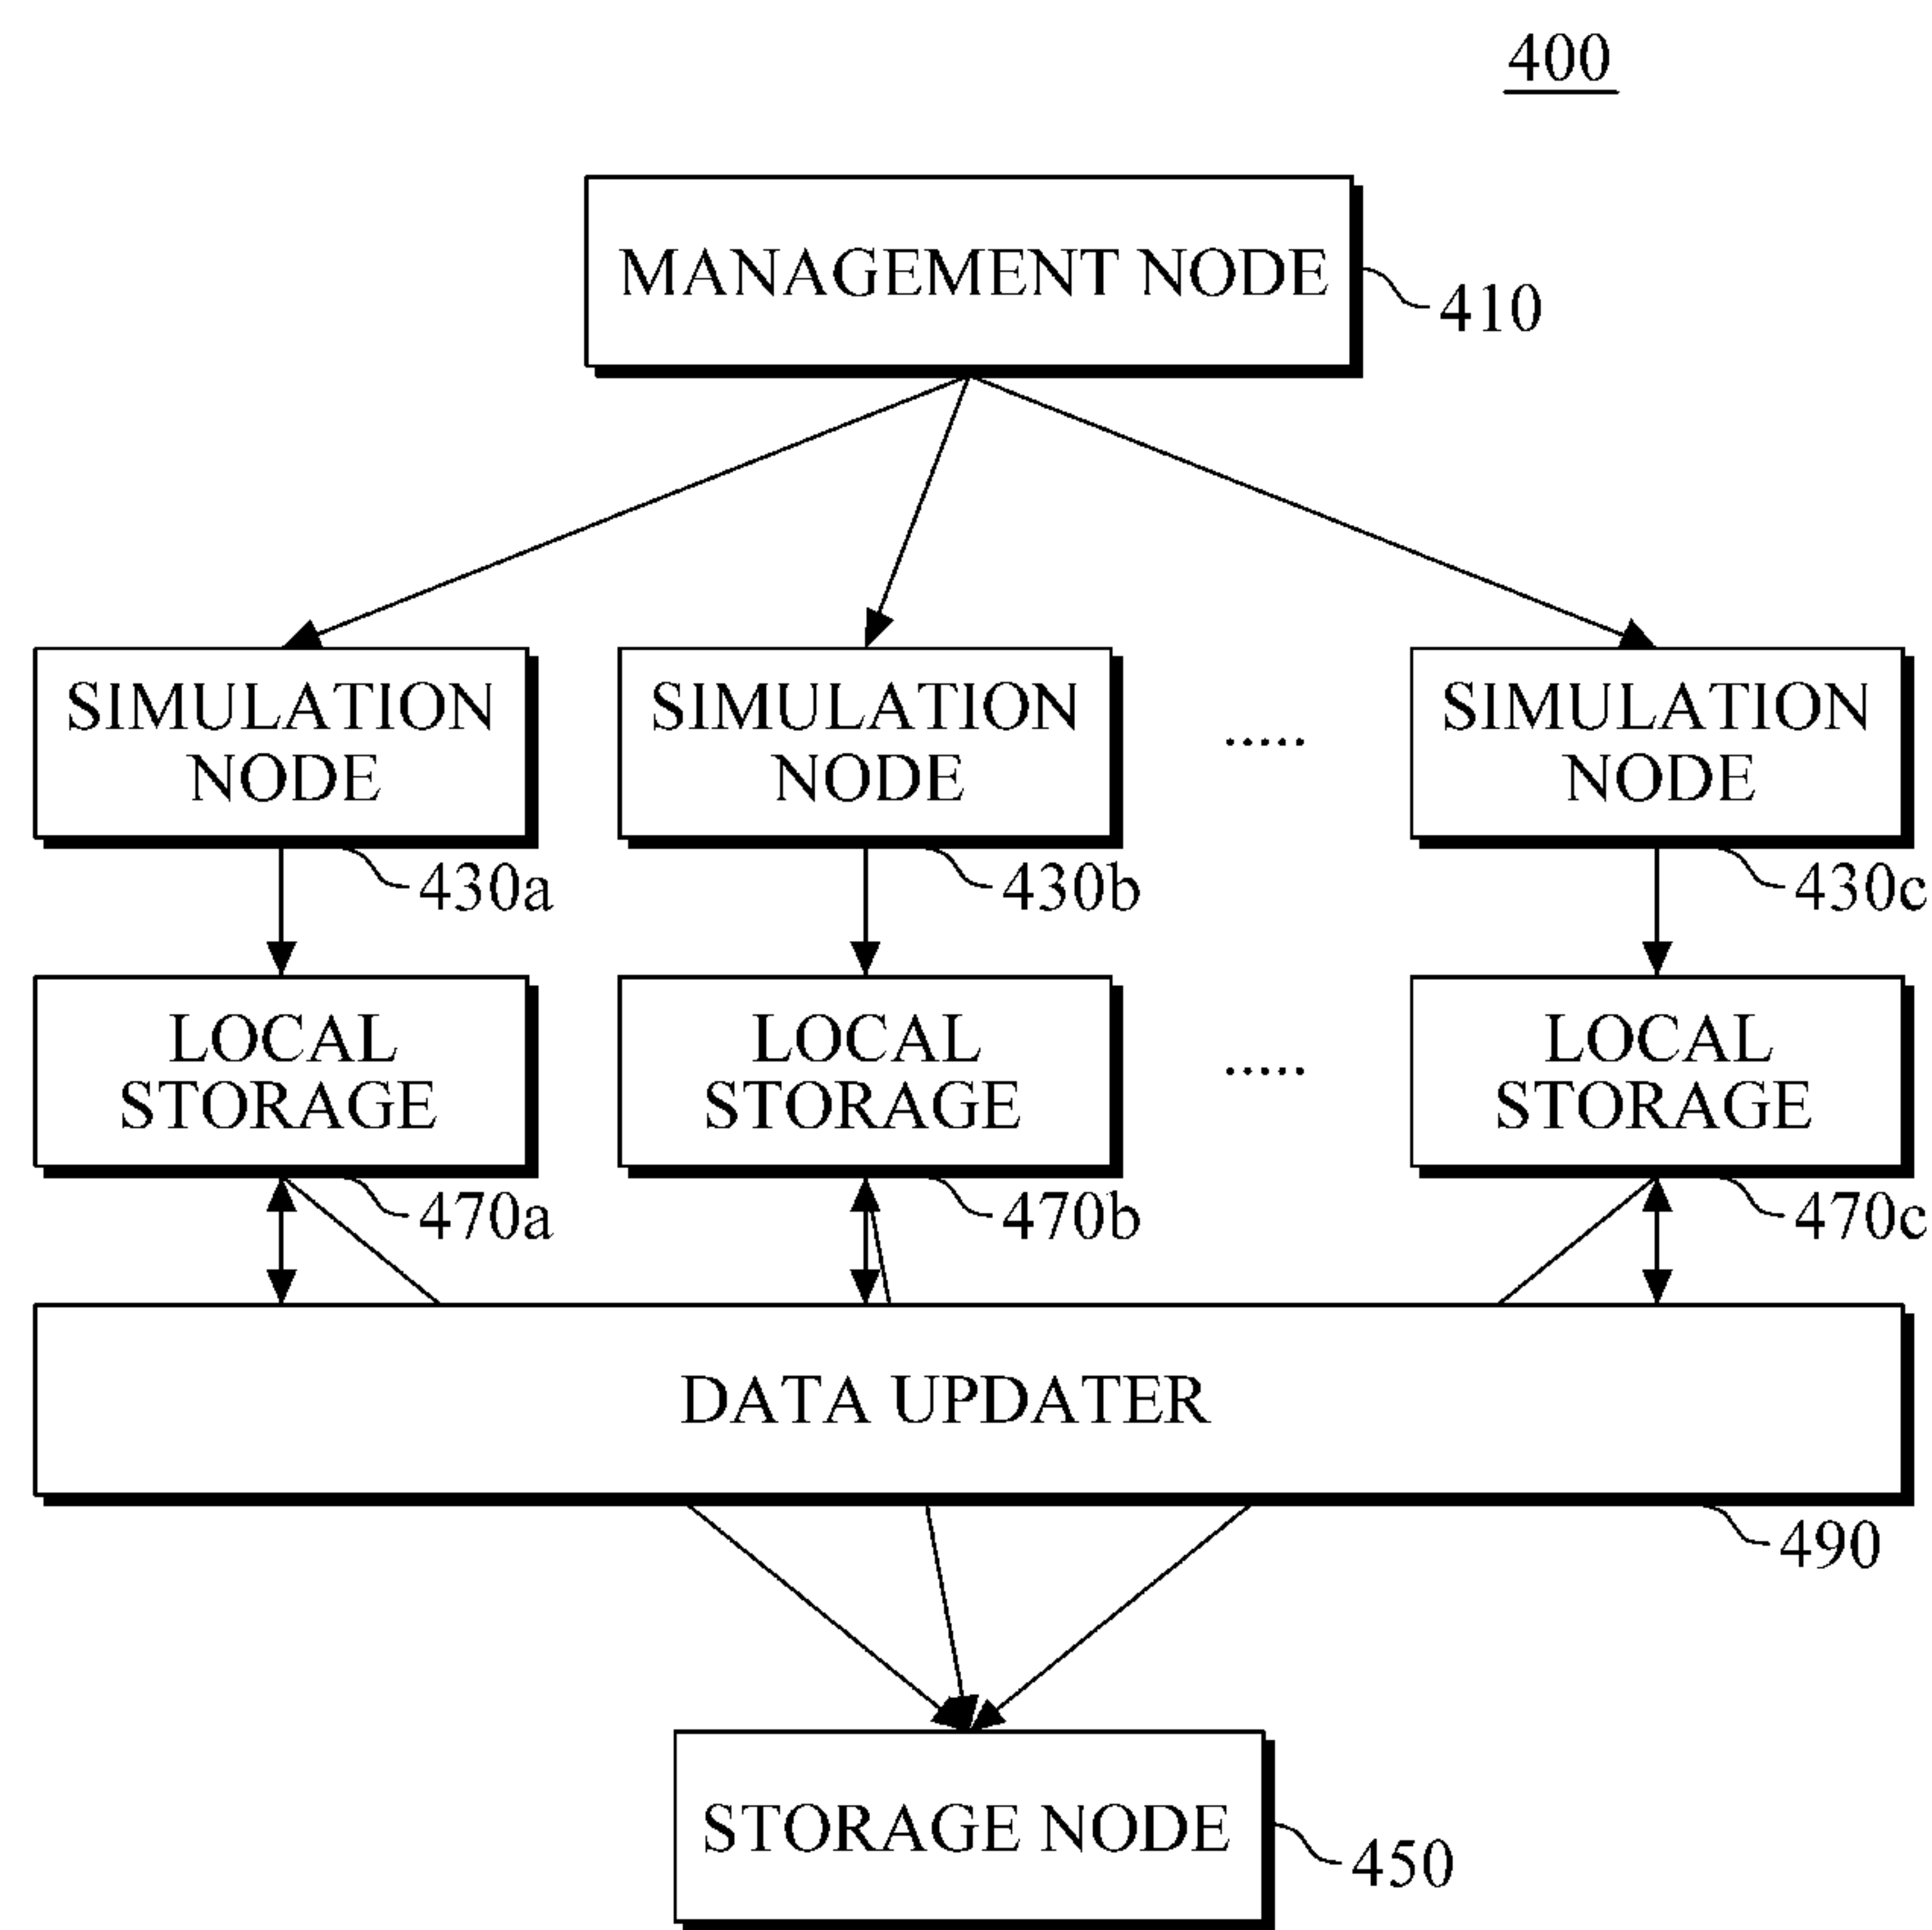 400
MANAGEMENT NODE
410
SIMULATION
NODE
SIMULATION
NODE
.....
SIMULATION
NODE
430a
430b
430c
LOCAL
STORAGE
LOCAL
STORAGE
.....
LOCAL
STORAGE
470a
470b
470c
DATA UPDATER
490
STORAGE NODE
450